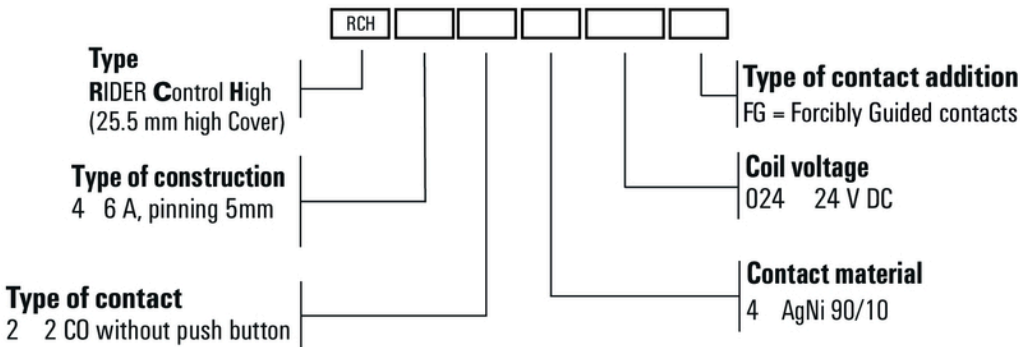 RCH
Type
RIDER Control High
(25.5 mm high Cover)
Type of construction
4 6 A, pinning 5mm
Type of contact
2 2 CO without push button
Type of contact addition
FG = Forcibly Guided contacts
Coil voltage
024 24 V DC
Contact material
4 AgNi 90/10